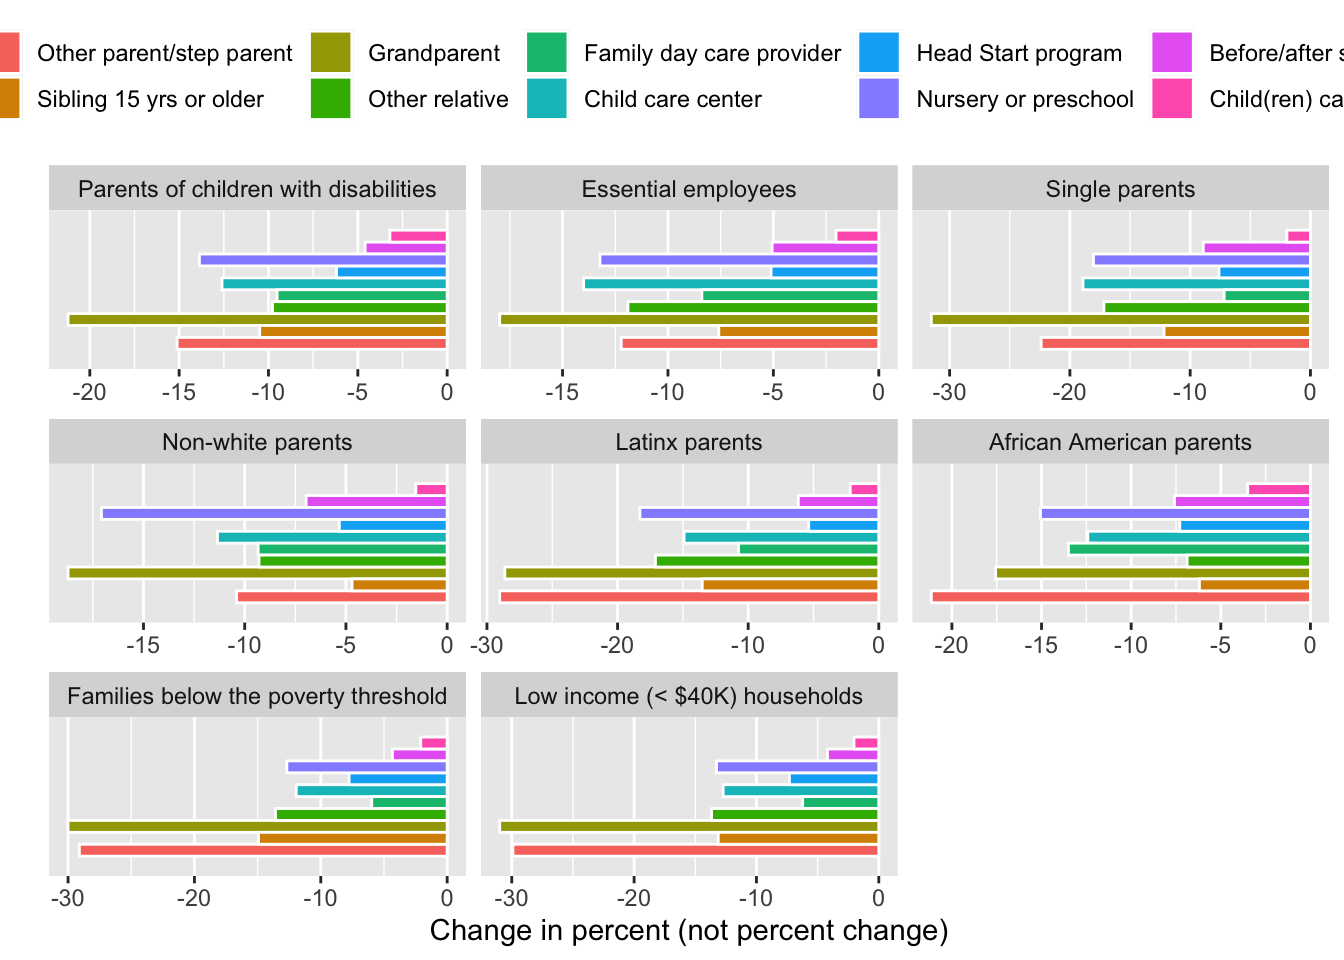 Other parent/step parent Grandparent Family day care provider Head Start program Before/after
Sibling 15 yrs or older Other relative Child care center Nursery or preschool Child(ren)
Parents of children with disabilities Essential employees Single parents
-20 -15 -10 -5 0 -15 -10 -5 0 -30 -20 -10 0
Non-white parents Latinx parents African American parents
-15 -10 -5 0 -30 -20 -10 0 -20 -15 -10 -5 0
Families below the poverty threshold Low income (< $40K) households
-30 -20 -10 0 -30 -20 -10 0
Change in percent (not percent change)